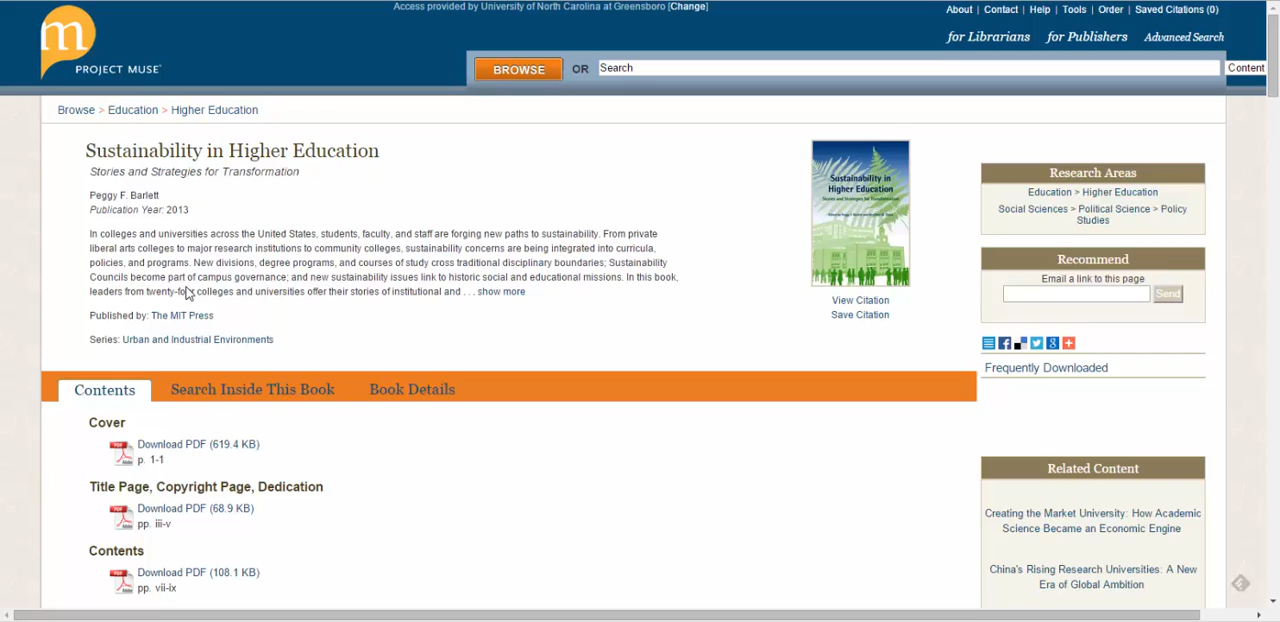 Access provided by University of North Carolina at Greensboro [Change]
About | Contact | Help | Tools | Order | Saved Citations (0)
for Librarians for Publishers Advanced Search
m
PROJECT MUSE
BROWSE OR Search Content
Browse > Education > Higher Education
Sustainability in Higher Education
Stories and Strategies for Transformation
Peggy F. Barlett
Publication Year: 2013
In colleges and universities across the United States, students, faculty, and staff are forging new paths to sustainability. From private
liberal arts colleges to major research institutions to community colleges, sustainability concerns are being integrated into curricula,
policies, and programs. New divisions, degree programs, and courses of study cross traditional disciplinary boundaries; Sustainability
Councils become part of campus governance; and new sustainability issues link to historic social and educational missions. In this book,
leaders from twenty-four colleges and universities offer their stories of institutional and . . . show more
Published by: The MIT Press
Series: Urban and Industrial Environments
Sustainability in
Higher Education
Stories and Strategies for Transformation
View Citation
Save Citation
Research Areas
Education > Higher Education
Social Sciences > Political Science > Policy
Studies
Recommend
Email a link to this page
Send
Frequently Downloaded
Contents Search Inside This Book Book Details
Cover
Download PDF (619.4 KB)
p. 1-1
Title Page, Copyright Page, Dedication
Download PDF (68.9 KB)
pp. iii-v
Contents
Download PDF (108.1 KB)
pp. vii-ix
Related Content
Creating the Market University: How Academic
Science Became an Economic Engine
China's Rising Research Universities: A New
Era of Global Ambition